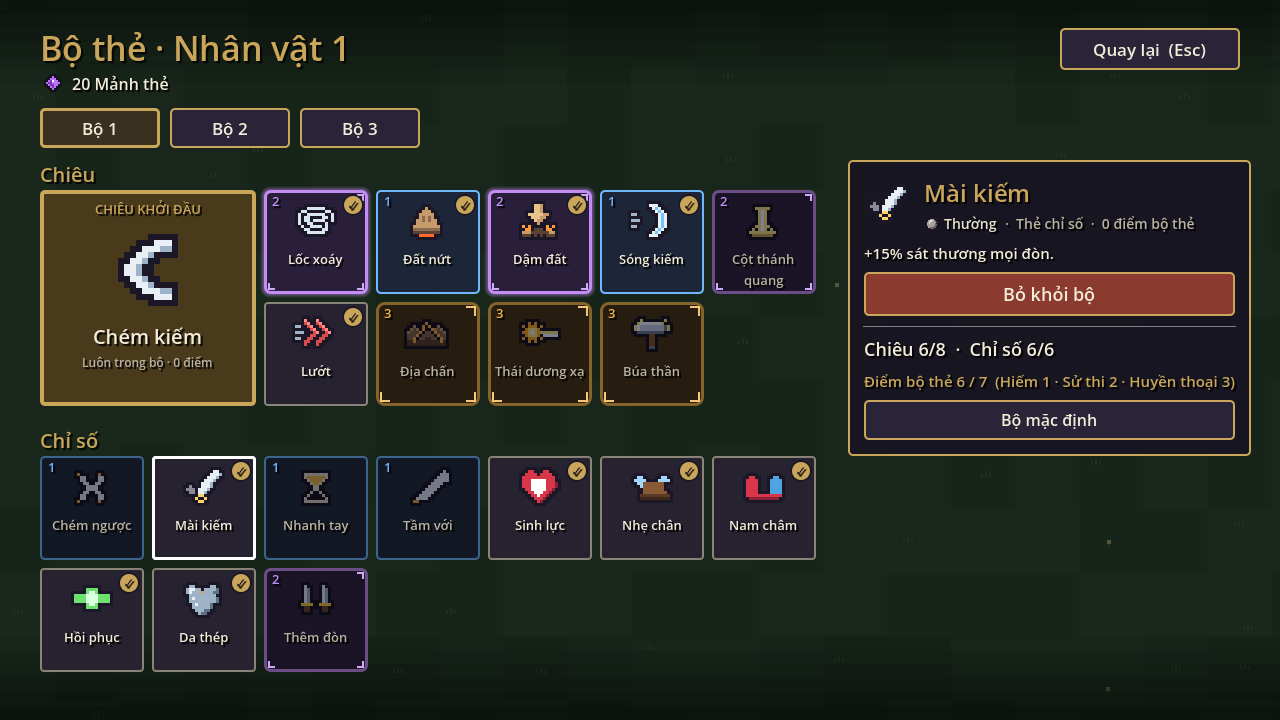 Bộ thẻ · Nhân vật 1
20 Mảnh thẻ
Quay lại (Esc)
Bộ 1
Bộ 2
Bộ 3
Chiêu
CHIÊU KHỞI ĐẦU
Chém kiếm
Luôn trong bộ · 0 điểm
2
Lốc xoáy
1
Đất nứt
2
Dậm đất
1
Sóng kiếm
2
Cột thánh
quang
Lướt
3
Địa chấn
3
Thái dương xạ
3
Búa thần
Chỉ số
1
Chém ngược
Mài kiếm
1
Nhanh tay
1
Tầm với
Sinh lực
Nhẹ chân
Nam châm
Hồi phục
Da thép
2
Thêm đòn
Mài kiếm
Thường · Thẻ chỉ số · 0 điểm bộ thẻ
+15% sát thương mọi đòn.
Bỏ khỏi bộ
Chiêu 6/8 · Chỉ số 6/6
Điểm bộ thẻ 6 / 7 (Hiếm 1 · Sử thi 2 · Huyền thoại 3)
Bộ mặc định